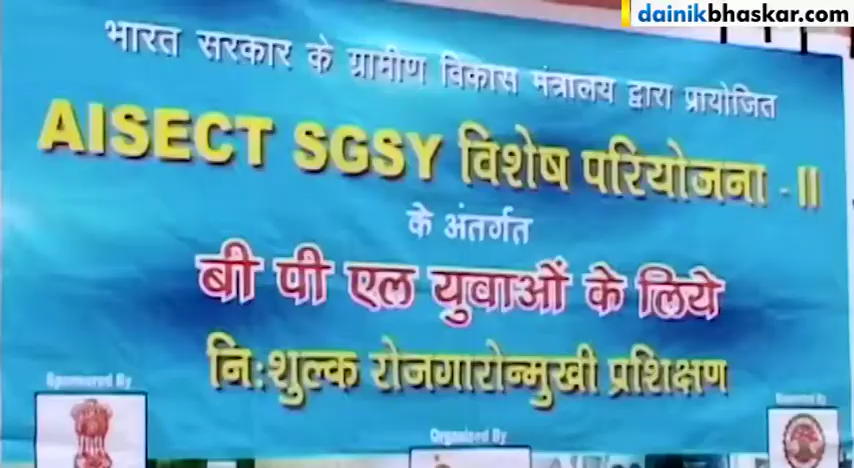 dainikbhaskar.com
भारत सरकार के ग्रामीण विकास मंत्रालय द्वारा प्रायोजित
AISECT SGSY विशेष परियोजना - II
के अंतर्गत
बी पी एल युवाओं के लिये
नि:शुल्क रोजगारोन्मुखी प्रशिक्षण
Sponsored By
Organised By